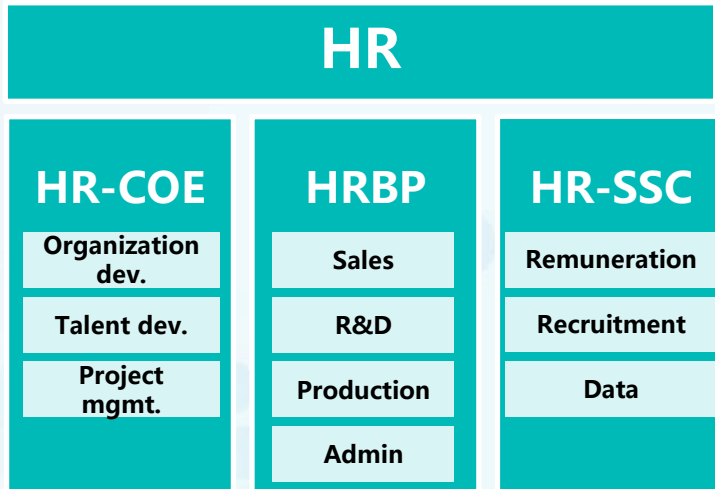 HR
HR-COE
Organization
dev.
Talent dev.
Project
mgmt.
HRBP
Sales
R&D
Production
Admin
HR-SSC
Remuneration
Recruitment
Data